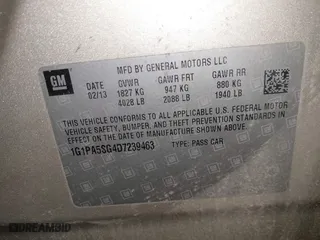 GM
MFD BY GENERAL MOTORS LLC
DATE GVWR GAWR FRT GAWR RR
02/13 1827 KG 947 KG 880 KG
4028 LB 2086 LB 1940 LB
THIS VEHICLE CONFORMS TO ALL APPLICABLE U.S. FEDERAL MOTOR
VEHICLE SAFETY, BUMPER, AND THEFT PREVENTION STANDARDS
IN EFFECT ON THE DATE OF MANUFACTURE SHOWN ABOVE.
1G1PA5SG4D7239463 TYPE: PASS CAR
© DREAMBID